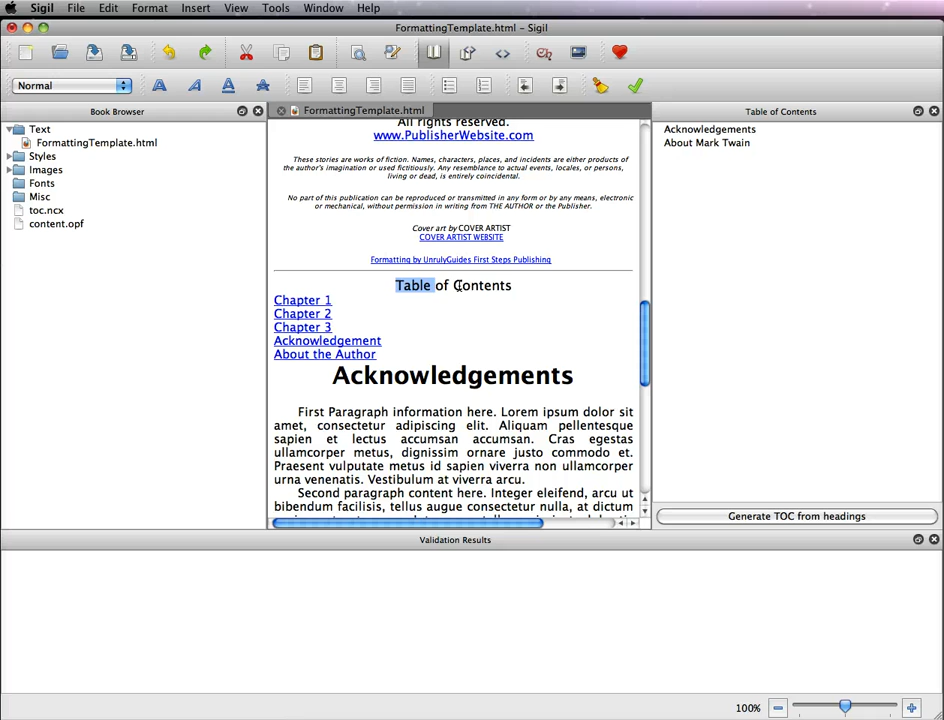 Sigil File Edit Format Insert View Tools Window Help
FormattingTemplate.html - Sigil
Normal
Book Browser
Text
FormattingTemplate.html
Styles
Images
Fonts
Misc
toc.ncx
content.opf
FormattingTemplate.html
All rights reserved.
www.PublisherWebsite.com
These stories are works of fiction. Names, characters, places, and incidents are either products of
the author's imagination or used fictitiously. Any resemblance to actual events, locales, or persons,
living or dead, is entirely coincidental.
No part of this publication can be reproduced or transmitted in any form or by any means, electronic
or mechanical, without permission in writing from THE AUTHOR or the Publisher.
Cover art by COVER ARTIST
COVER ARTIST WEBSITE
Formatting by UnrulyGuides First Steps Publishing
Table of Contents
Chapter 1
Chapter 2
Chapter 3
Acknowledgement
About the Author
Acknowledgements
First Paragraph information here. Lorem ipsum dolor sit
amet, consectetur adipiscing elit. Aliquam pellentesque
sapien et lectus accumsan accumsan. Cras egestas
ullamcorper metus, dignissim ornare justo commodo et.
Praesent vulputate metus id sapien viverra non ullamcorper
urna venenatis. Vestibulum at viverra arcu.
Second paragraph content here. Integer eleifend, arcu ut
bibendum facilisis, tellus augue consectetur nulla, at dictum
Table of Contents
Acknowledgements
About Mark Twain
Generate TOC from headings
Validation Results
100%